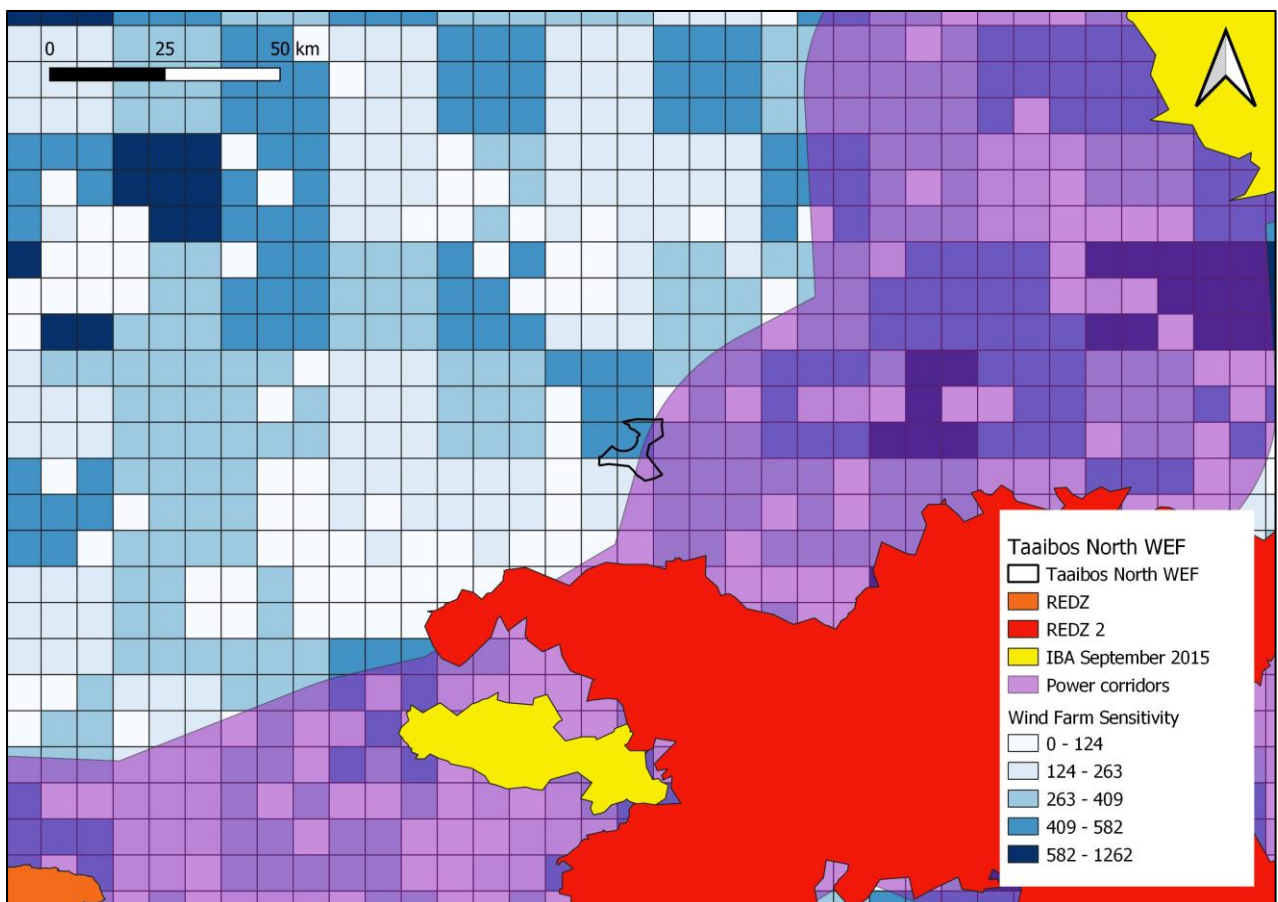 0 25 50 km
Taaibos North WEF
Taaibos North WEF
REDZ
REDZ 2
IBA September 2015
Power corridors
Wind Farm Sensitivity
0 - 124
124 - 263
263 - 409
409 - 582
582 - 1262